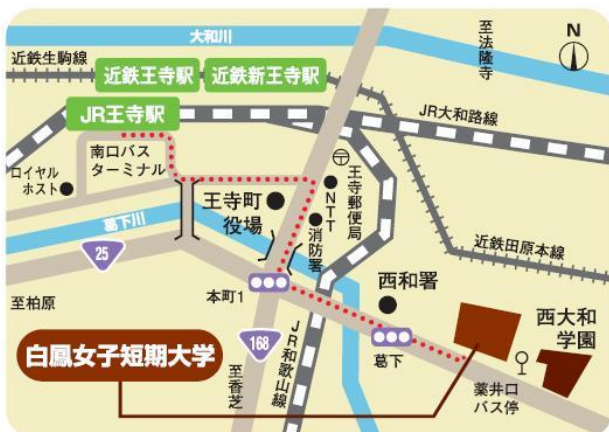 大和川
至法隆寺
N
近鉄生駒線
近鉄王寺駅
近鉄新王寺駅
JR王寺駅
JR大和路線
南口バス
ターミナル
ロイヤル
ホスト
王寺町
役場
NTT
王寺郵便局
消防署
葛下川
25
近鉄田原本線
本町1
西和署
至柏原
168
葛下
西大和
学園
白鳳女子短期大学
至香芝
JR和歌山線
薬井口
バス停